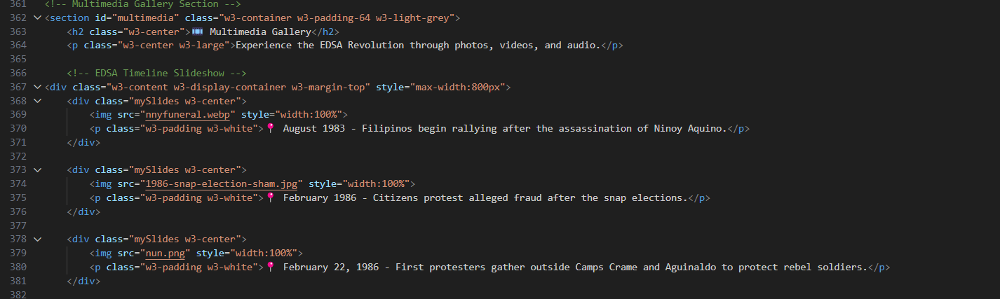 361 <!-- Multimedia Gallery Section -->
362 <section id="multimedia" class="w3-container w3-padding-64 w3-light-grey">
363     <h2 class="w3-center">🎞️ Multimedia Gallery</h2>
364     <p class="w3-center w3-large">Experience the EDSA Revolution through photos, videos, and audio.</p>
365
366     <!-- EDSA Timeline Slideshow -->
367 <div class="w3-content w3-display-container w3-margin-top" style="max-width:800px">
368     <div class="mySlides w3-center">
369         <img src="nnyfuneral.webp" style="width:100%">
370         <p class="w3-padding w3-white">📍 August 1983 - Filipinos begin rallying after the assassination of Ninoy Aquino.</p>
371     </div>
372
373     <div class="mySlides w3-center">
374         <img src="1986-snap-election-sham.jpg" style="width:100%">
375         <p class="w3-padding w3-white">📍 February 1986 - Citizens protest alleged fraud after the snap elections.</p>
376     </div>
377
378     <div class="mySlides w3-center">
379         <img src="nun.png" style="width:100%">
380         <p class="w3-padding w3-white">📍 February 22, 1986 - First protesters gather outside Camps Crame and Aguinaldo to protect rebel soldiers.</p>
381     </div>
382